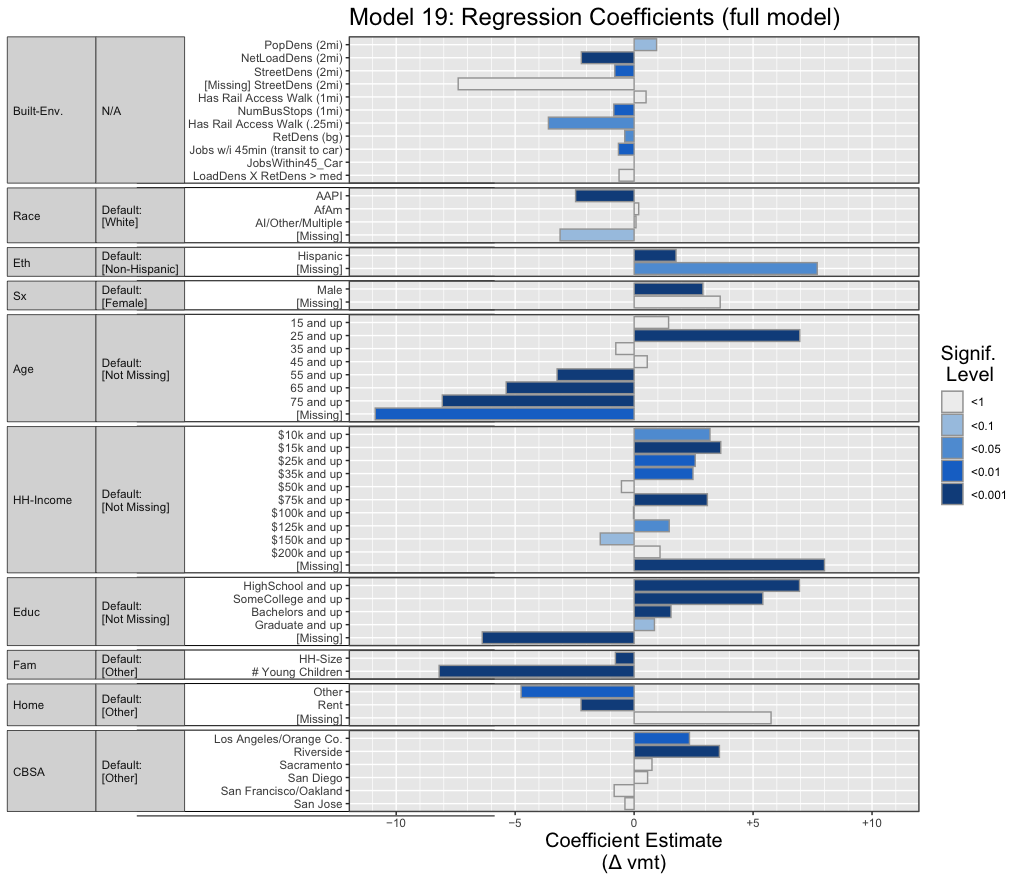 Model 19: Regression Coefficients (full model)
Built-Env.
N/A
PopDens (2mi)
NetLoadDens (2mi)
StreetDens (2mi)
[Missing] StreetDens (2mi)
Has Rail Access Walk (1mi)
NumBusStops (1mi)
Has Rail Access Walk (.25mi)
RetDens (bg)
Jobs w/i 45min (transit to car)
JobsWithin45_Car
LoadDens X RetDens > med
Race
Default:
[White]
AAPI
AfAm
AI/Other/Multiple
[Missing]
Eth
Default:
[Non-Hispanic]
Hispanic
[Missing]
Sx
Default:
[Female]
Male
[Missing]
Age
Default:
[Not Missing]
15 and up
25 and up
35 and up
45 and up
55 and up
65 and up
75 and up
[Missing]
HH-Income
Default:
[Not Missing]
$10k and up
$15k and up
$25k and up
$35k and up
$50k and up
$75k and up
$100k and up
$125k and up
$150k and up
$200k and up
[Missing]
Educ
Default:
[Not Missing]
HighSchool and up
SomeCollege and up
Bachelors and up
Graduate and up
[Missing]
Fam
Default:
[Other]
HH-Size
# Young Children
Home
Default:
[Other]
Other
Rent
[Missing]
CBSA
Default:
[Other]
Los Angeles/Orange Co.
Riverside
Sacramento
San Diego
San Francisco/Oakland
San Jose
−10 −5 0 +5 +10
Coefficient Estimate
(Δ vmt)
Signif.
Level
<1
<0.1
<0.05
<0.01
<0.001